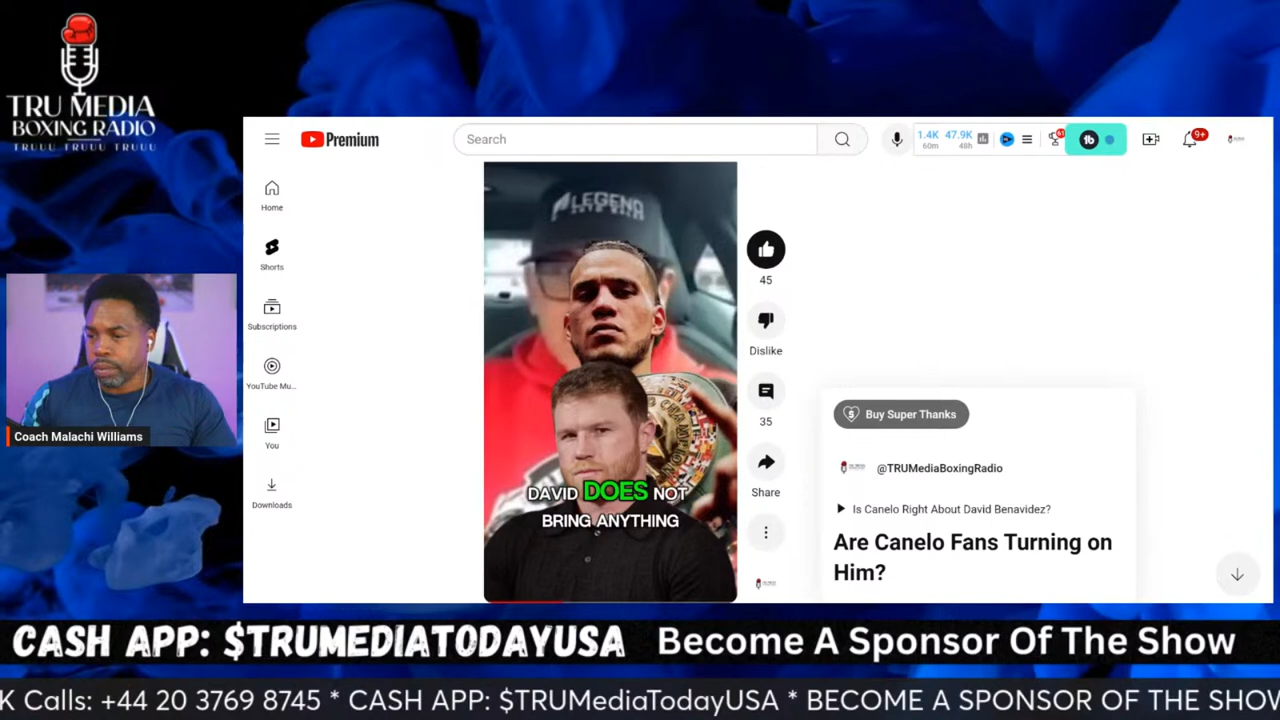 TRU MEDIA
BOXING RADIO
TRUUU TRUUU TRUUU
Premium
Search
1.4K 47.9K
60m 48h
61
9+
Home
Shorts
Subscriptions
YouTube Mu...
You
Downloads
LEGEND
DAVID DOES NOT
BRING ANYTHING
45
Dislike
35
Share
Buy Super Thanks
@TRUMediaBoxingRadio
Is Canelo Right About David Benavidez?
Are Canelo Fans Turning on
Him?
Coach Malachi Williams
CASH APP: $TRUMEDIATODAYUSA Become A Sponsor Of The Show
K Calls: +44 20 3769 8745 * CASH APP: $TRUMediaTodayUSA * BECOME A SPONSOR OF THE SHOW